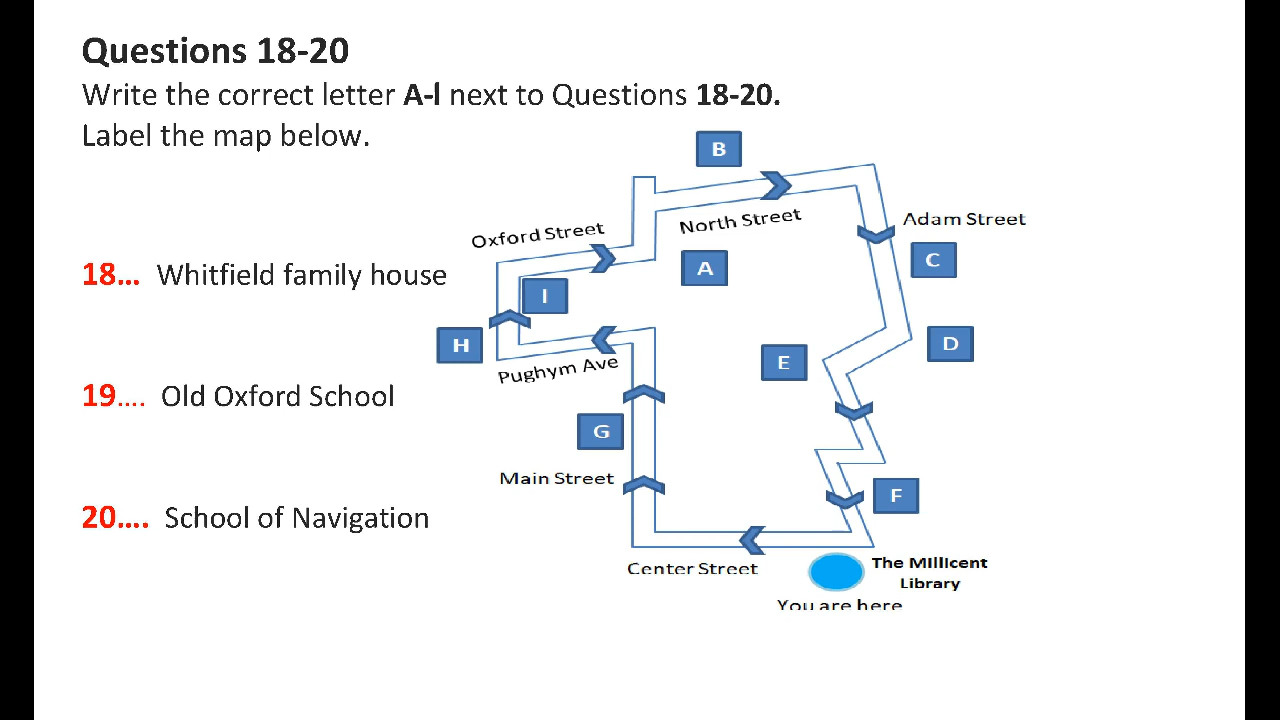 Questions 18-20
Write the correct letter A-l next to Questions 18-20.
Label the map below.
B
Oxford Street
North Street
Adam Street
18... Whitfield family house
A
C
I
H
D
Pughym Ave
E
19.... Old Oxford School
G
Main Street
F
20.... School of Navigation
Center Street
The MIllicent
Library
You are here